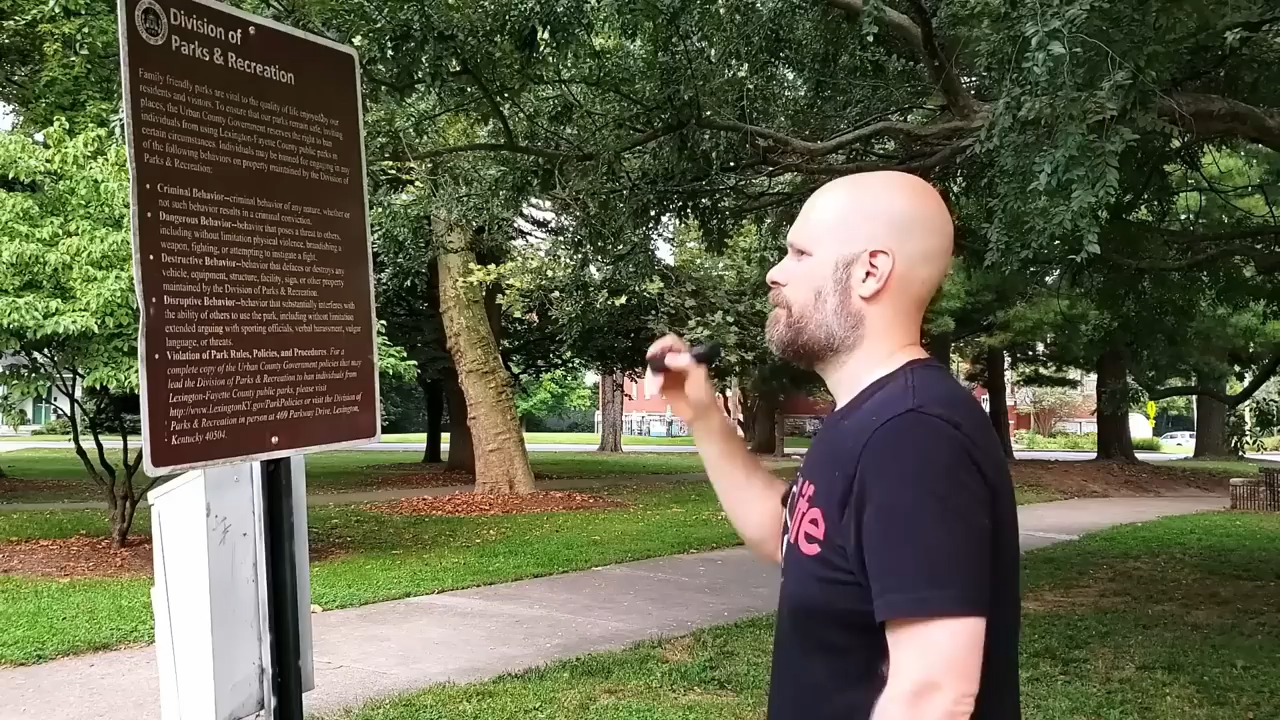 Division of
Parks & Recreation
Family friendly parks are vital to the quality of life enjoyed by our
residents and visitors. To ensure that our parks remain safe, inviting
places, the Urban County Government reserves the right to ban
individuals from using Lexington-Fayette County public parks in
certain circumstances. Individuals may be banned for engaging in any
of the following behaviors on property maintained by the Division of
Parks & Recreation:
• Criminal Behavior--criminal behavior of any nature, whether or
not such behavior results in a criminal conviction.
• Dangerous Behavior--behavior that poses a threat to others,
including without limitation physical violence, brandishing a
weapon, fighting, or attempting to instigate a fight.
• Destructive Behavior--behavior that defaces or destroys any
vehicle, equipment, structure, facility, sign, or other property
maintained by the Division of Parks & Recreation.
• Disruptive Behavior--behavior that substantially interferes with
the ability of others to use the park, including without limitation
extended arguing with sporting officials, verbal harassment, vulgar
language, or threats.
• Violation of Park Rules, Policies, and Procedures. For a
complete copy of the Urban County Government policies that may
lead the Division of Parks & Recreation to ban individuals from
Lexington-Fayette County public parks, please visit
http://www.LexingtonKY.gov/ParkPolicies or visit the Division of
Parks & Recreation in person at 469 Parkway Drive, Lexington,
Kentucky 40504.
ife